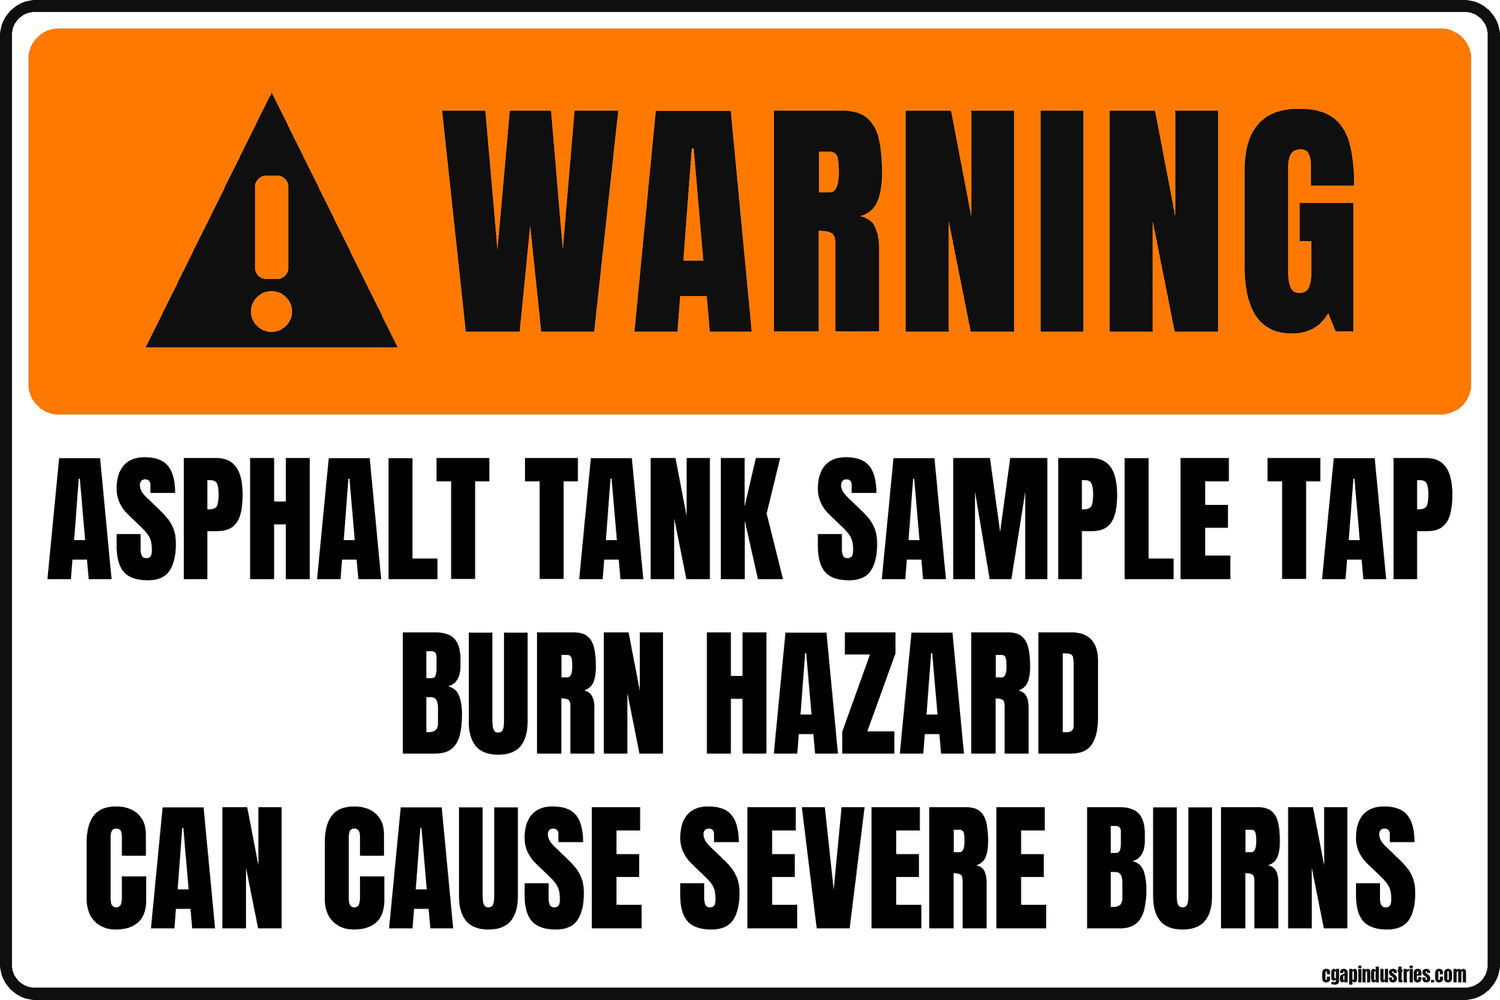 WARNING
ASPHALT TANK SAMPLE TAP
BURN HAZARD
CAN CAUSE SEVERE BURNS
cgapindustries.com